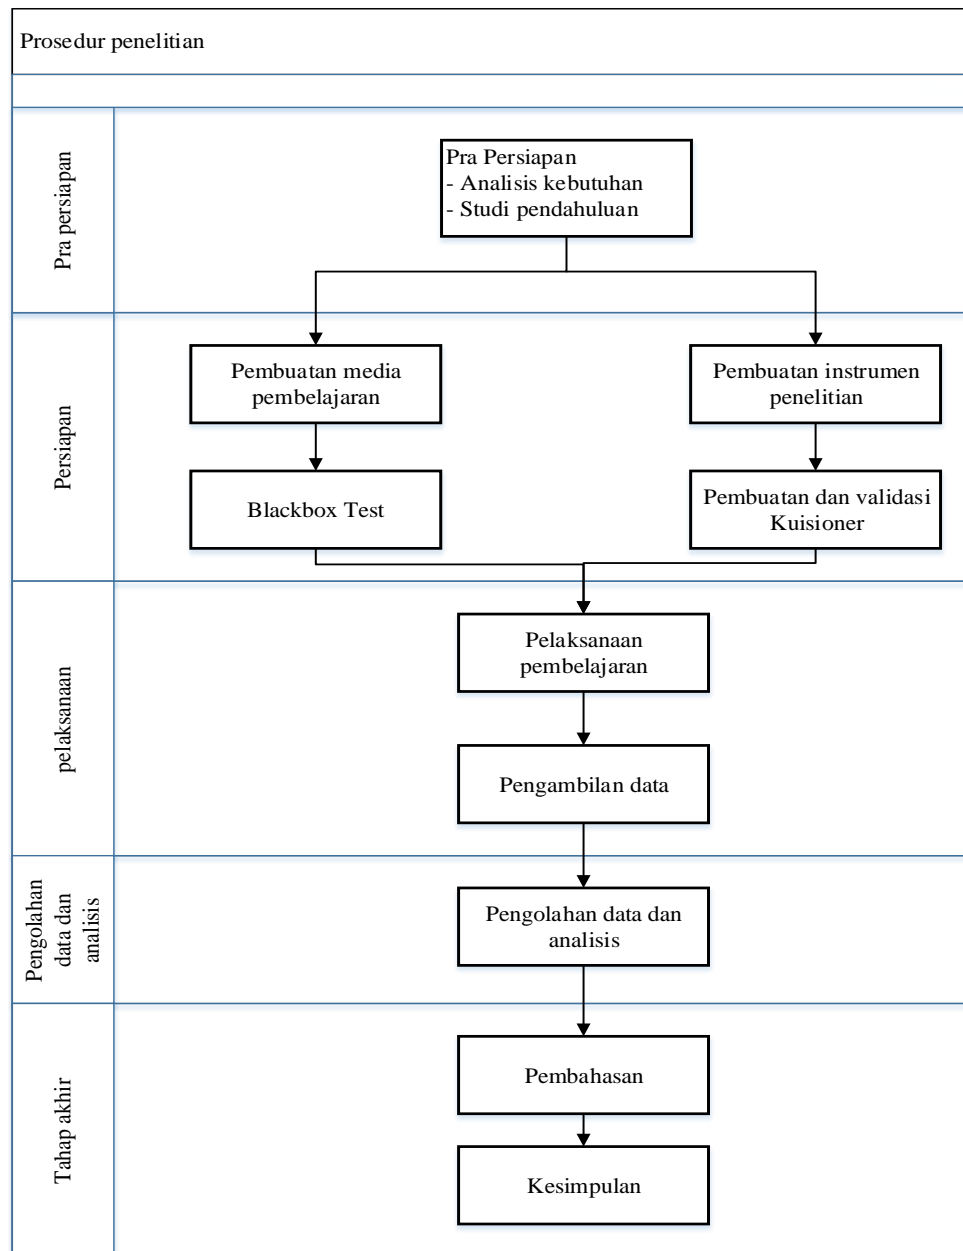 Prosedur penelitian
Pra persiapan
Pra Persiapan
- Analisis kebutuhan
- Studi pendahuluan
Persiapan
Pembuatan media
pembelajaran
Pembuatan instrumen
penelitian
Blackbox Test
Pembuatan dan validasi
Kuisioner
pelaksanaan
Pelaksanaan
pembelajaran
Pengambilan data
Pengolahan
data dan
analisis
Pengolahan data dan
analisis
Tahap akhir
Pembahasan
Kesimpulan